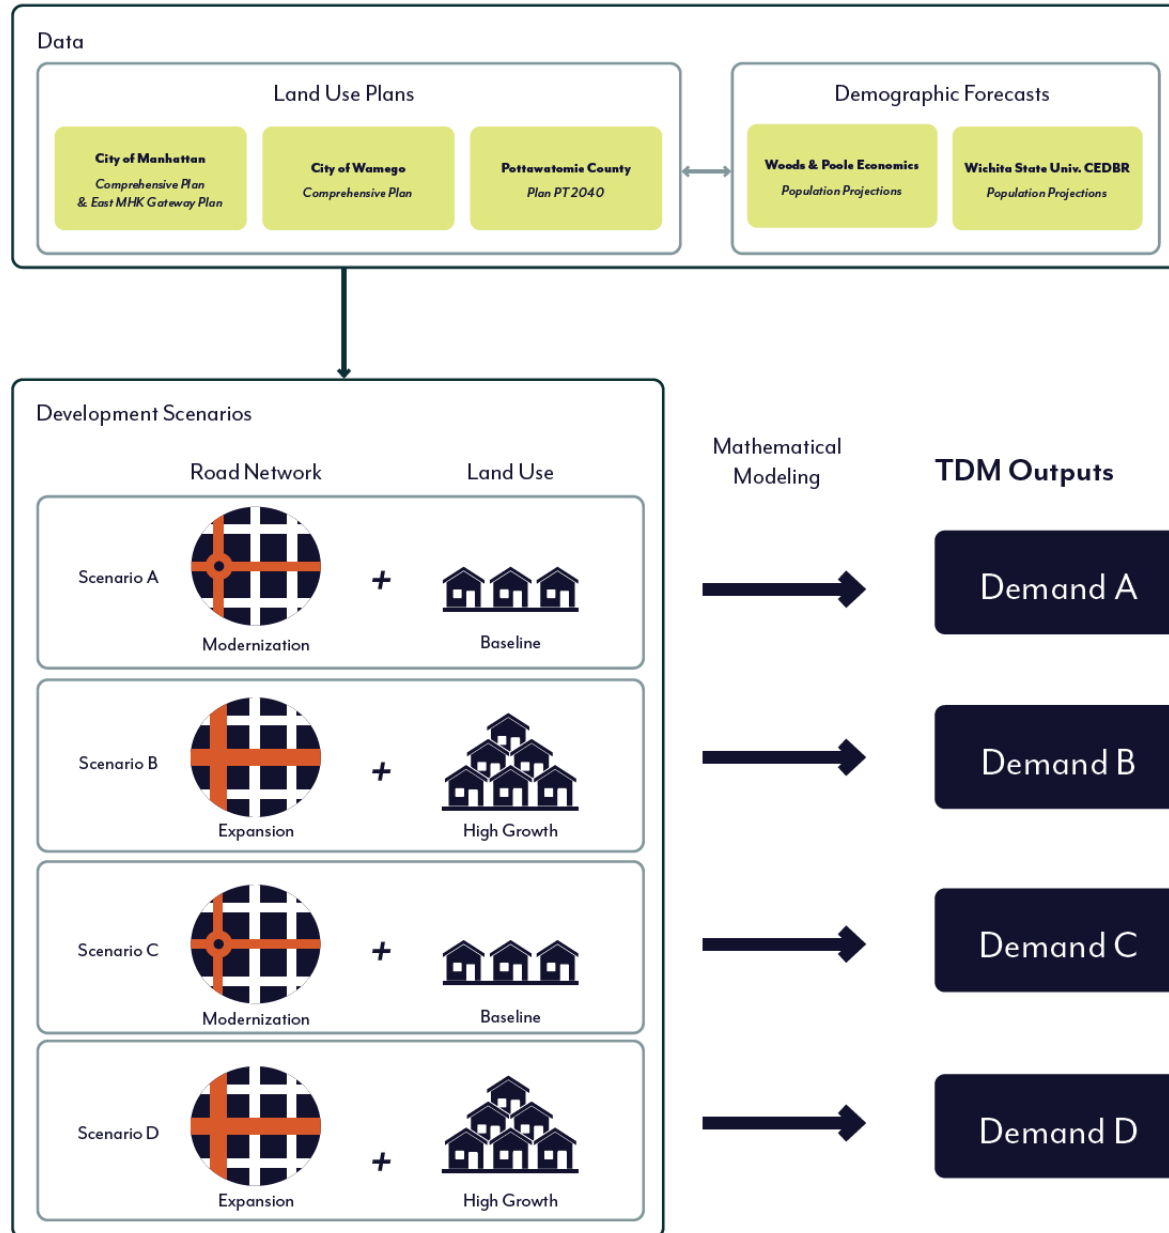 Data
Land Use Plans
City of Manhattan
Comprehensive Plan
& East MHK Gateway Plan
City of Wamego
Comprehensive Plan
Pottawatomie County
Plan PT2040
Demographic Forecasts
Woods & Poole Economics
Population Projections
Wichita State Univ. CEDBR
Population Projections
Development Scenarios
Road Network
Land Use
Mathematical
Modeling
TDM Outputs
Scenario A
+
Modernization
Baseline
Demand A
Scenario B
+
Expansion
High Growth
Demand B
Scenario C
+
Modernization
Baseline
Demand C
Scenario D
+
Expansion
High Growth
Demand D